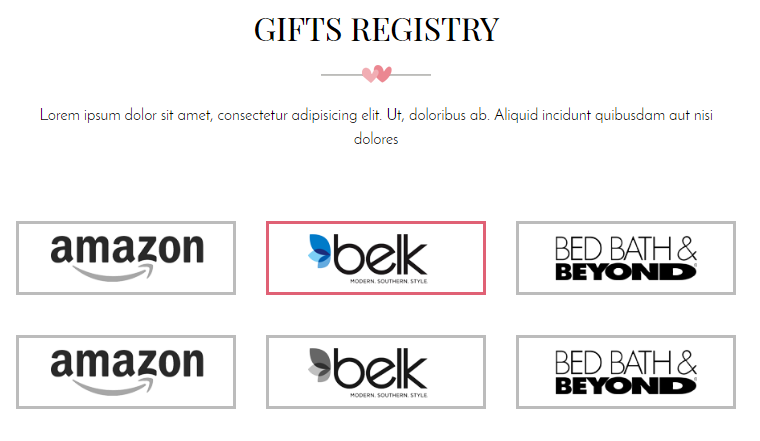 GIFTS REGISTRY
Lorem ipsum dolor sit amet, consectetur adipisicing elit. Ut, doloribus ab. Aliquid incidunt quibusdam aut nisi
dolores
amazon
belk
MODERN. SOUTHERN. STYLE.
BED BATH &
BEYOND
amazon
belk
MODERN. SOUTHERN. STYLE.
BED BATH &
BEYOND